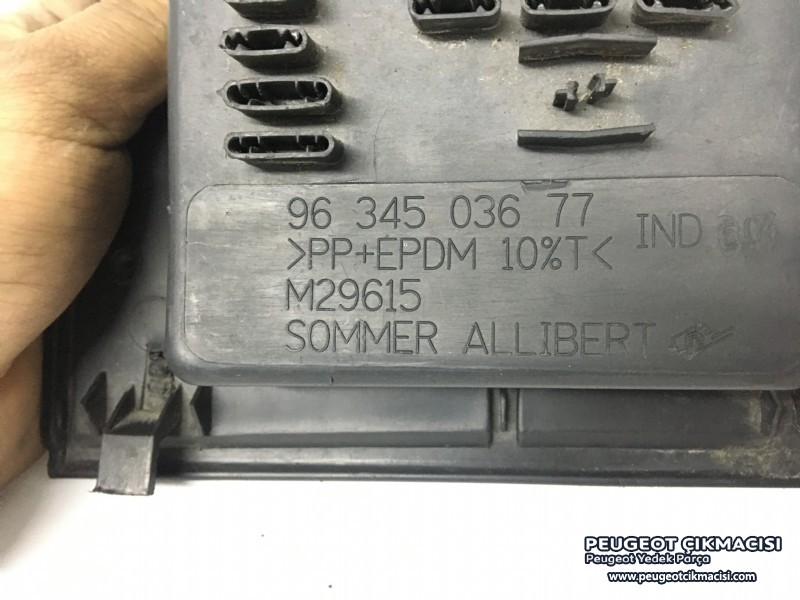 96 345 036 77
>PP+EPDM 10%T<
IND
M29615
SOMMER ALLIBERT
PEUGEOT ÇIKMACISI
Peugeot Yedek Parça
www.peugeotcikmacisi.com